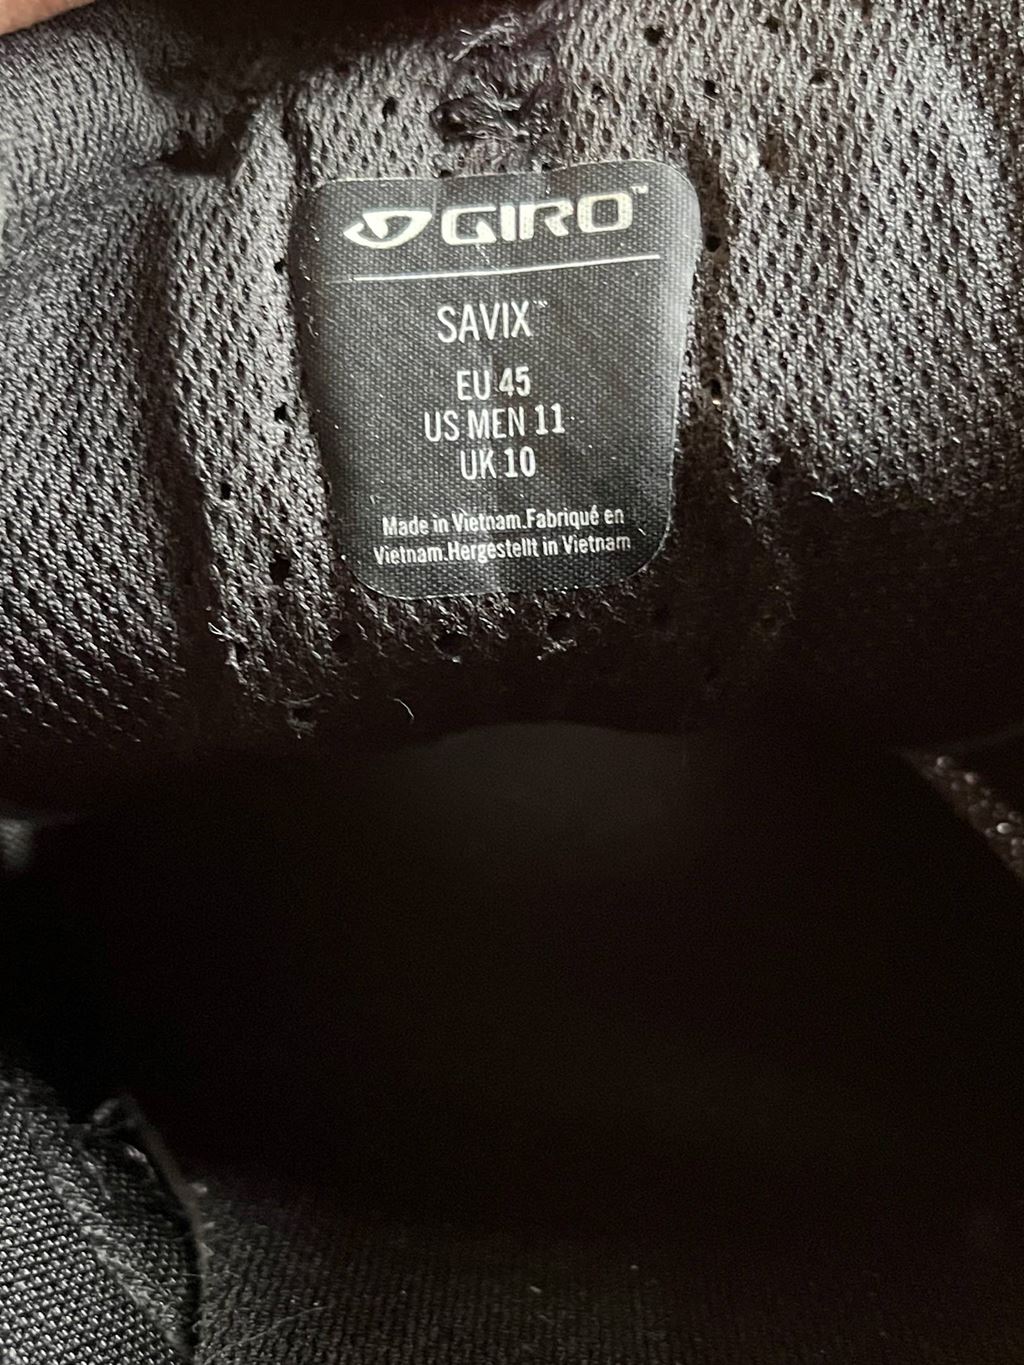 GIRO™
SAVIX™
EU 45
US MEN 11
UK 10
Made in Vietnam.Fabriqué en
Vietnam.Hergestellt in Vietnam